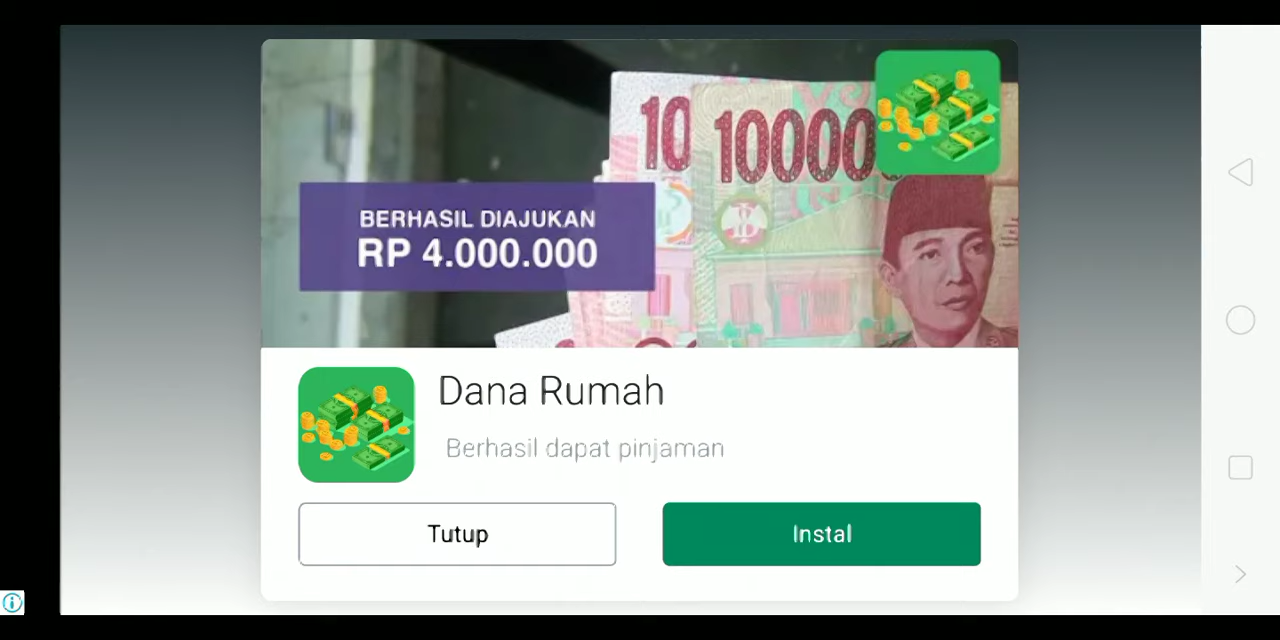 10
10000
BERHASIL DIAJUKAN
RP 4.000.000
Dana Rumah
Berhasil dapat pinjaman
Tutup
Instal